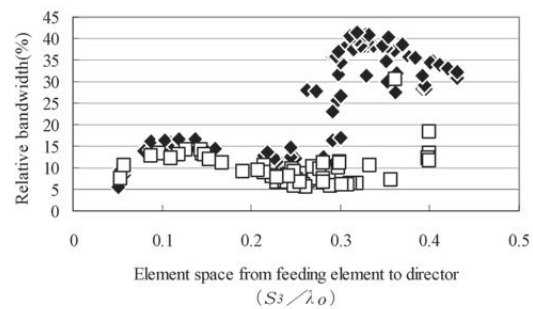 45
40
35
30
25
20
15
10
5
0
Relative bandwidth(%)
0 0.1 0.2 0.3 0.4 0.5
Element space from feeding element to director
(S3/λo)